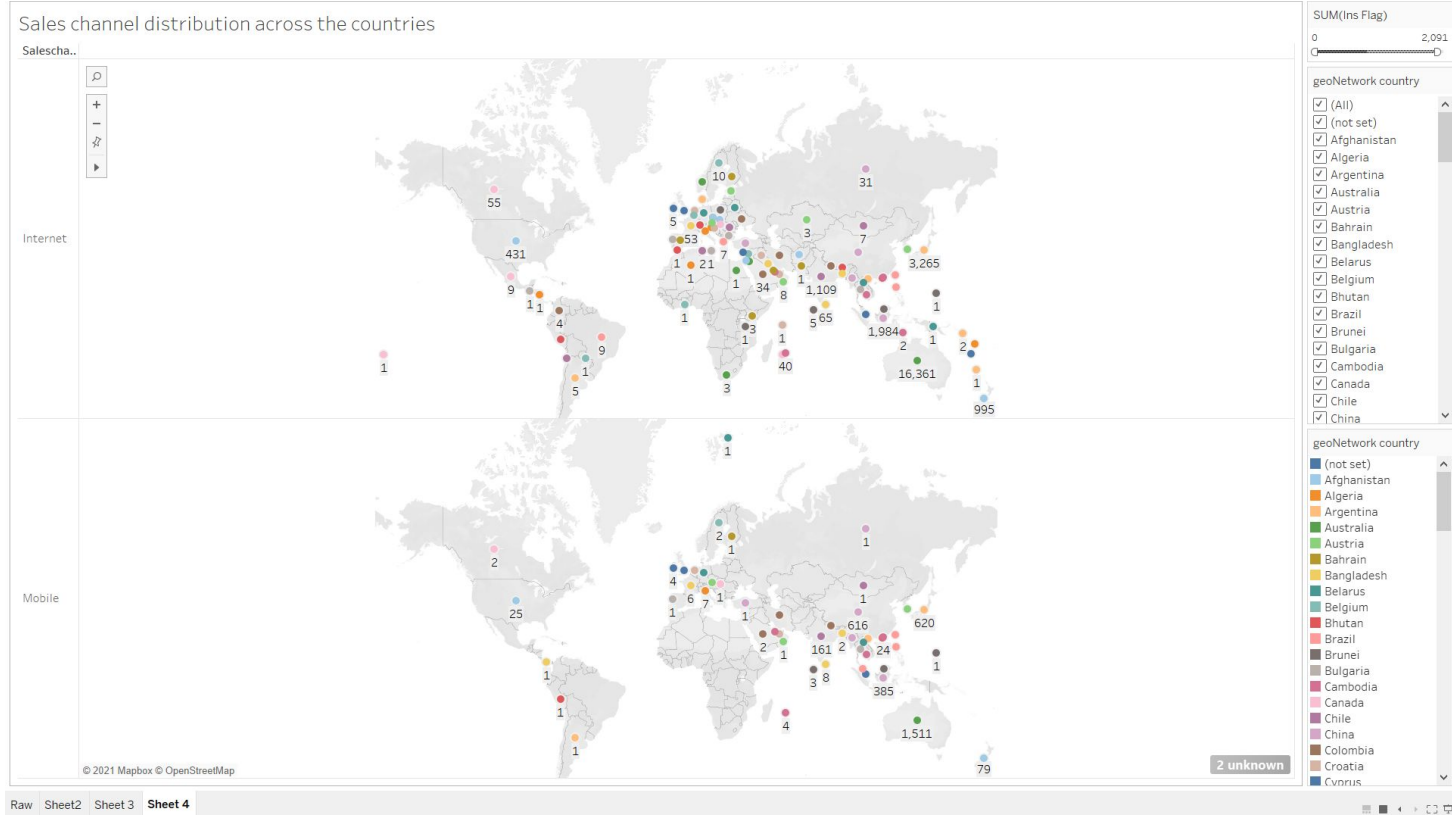 Sales channel distribution across the countries
Salescha..
Internet
55
431
9
1 1
4
9
1
5
1
10
5
53
7
1
1
21
1
34
8
1
1
3
1
1
40
3
31
3
7
3,265
1
1,109
5
65
1
1,984
2
1
2
1
16,361
995
Mobile
1
2
25
1
1
1
2
1
4
1
6
7
1
1
2
1
4
1
1
616
620
161
2
24
3
8
385
1
1,511
79
© 2021 Mapbox © OpenStreetMap
2 unknown
SUM(Ins Flag)
0 2,091
geoNetwork country
(All)
(not set)
Afghanistan
Algeria
Argentina
Australia
Austria
Bahrain
Bangladesh
Belarus
Belgium
Bhutan
Brazil
Brunei
Bulgaria
Cambodia
Canada
Chile
China
geoNetwork country
(not set)
Afghanistan
Algeria
Argentina
Australia
Austria
Bahrain
Bangladesh
Belarus
Belgium
Bhutan
Brazil
Brunei
Bulgaria
Cambodia
Canada
Chile
China
Colombia
Croatia
Cyprus
Raw Sheet2 Sheet 3 Sheet 4